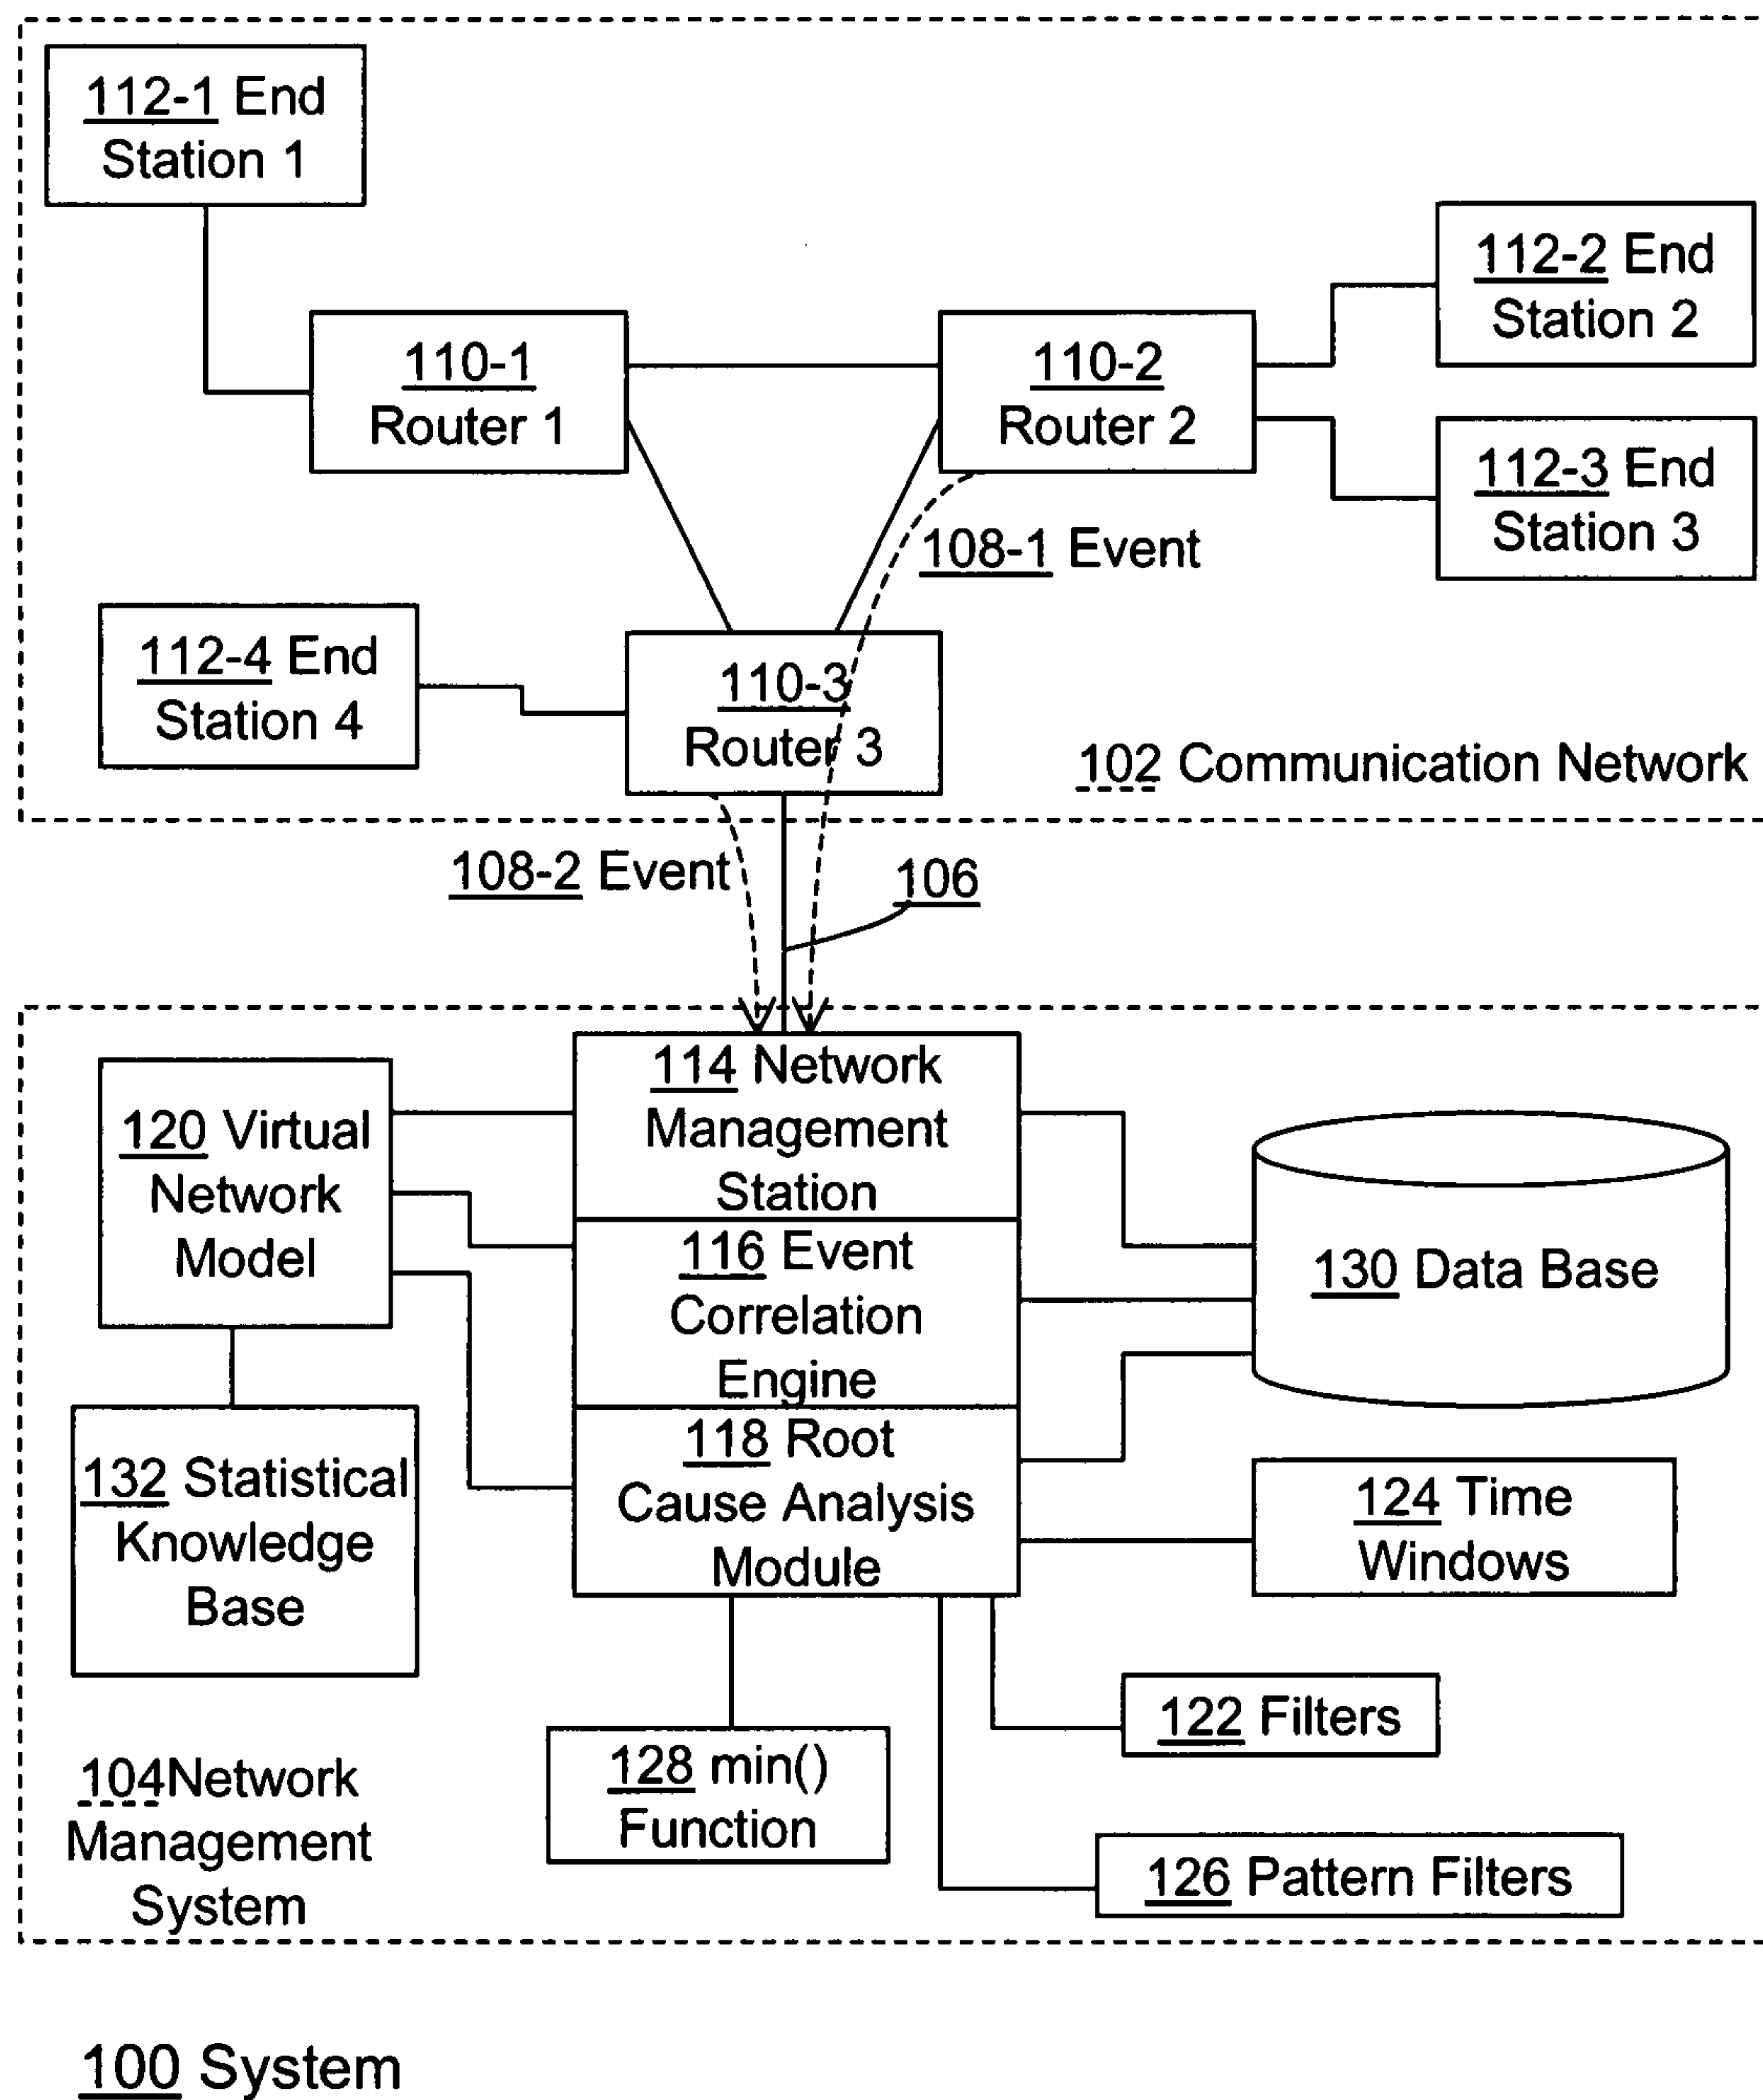 112-1 End
Station 1
112-2 End
Station 2
110-1
Router 1
110-2
Router 2
112-3 End
Station 3
108-1 Event
112-4 End
Station 4
110-3
Router 3
102 Communication Network
108-2 Event
106
114 Network
Management
Station
120 Virtual
Network
Model
116 Event
Correlation
Engine
130 Data Base
118 Root
Cause Analysis
Module
132 Statistical
Knowledge
Base
124 Time
Windows
122 Filters
128 min()
Function
104Network
Management
System
126 Pattern Filters
100 System